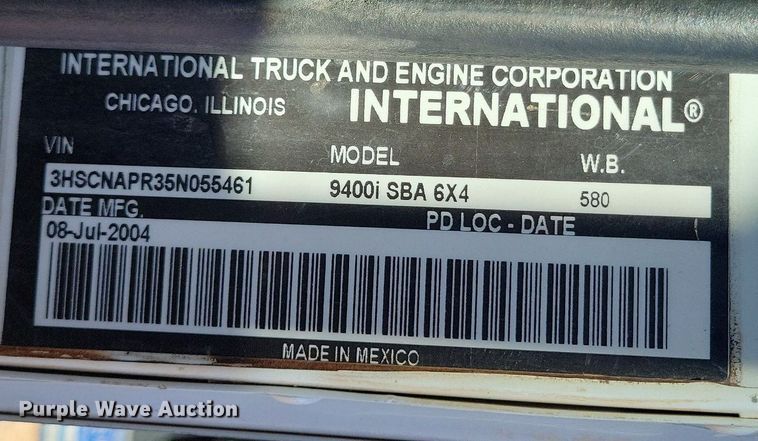 INTERNATIONAL TRUCK AND ENGINE CORPORATION
CHICAGO, ILLINOIS INTERNATIONAL®
VIN MODEL W.B.
3HSCNAPR35N055461 9400i SBA 6X4 580
DATE MFG. PD LOC - DATE
08-Jul-2004
MADE IN MEXICO
Purple Wave Auction